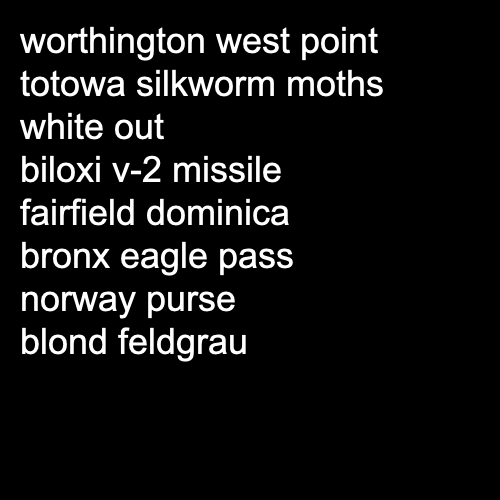 worthington west point
totowa silkworm moths
white out
biloxi v-2 missile
fairfield dominica
bronx eagle pass
norway purse
blond feldgrau